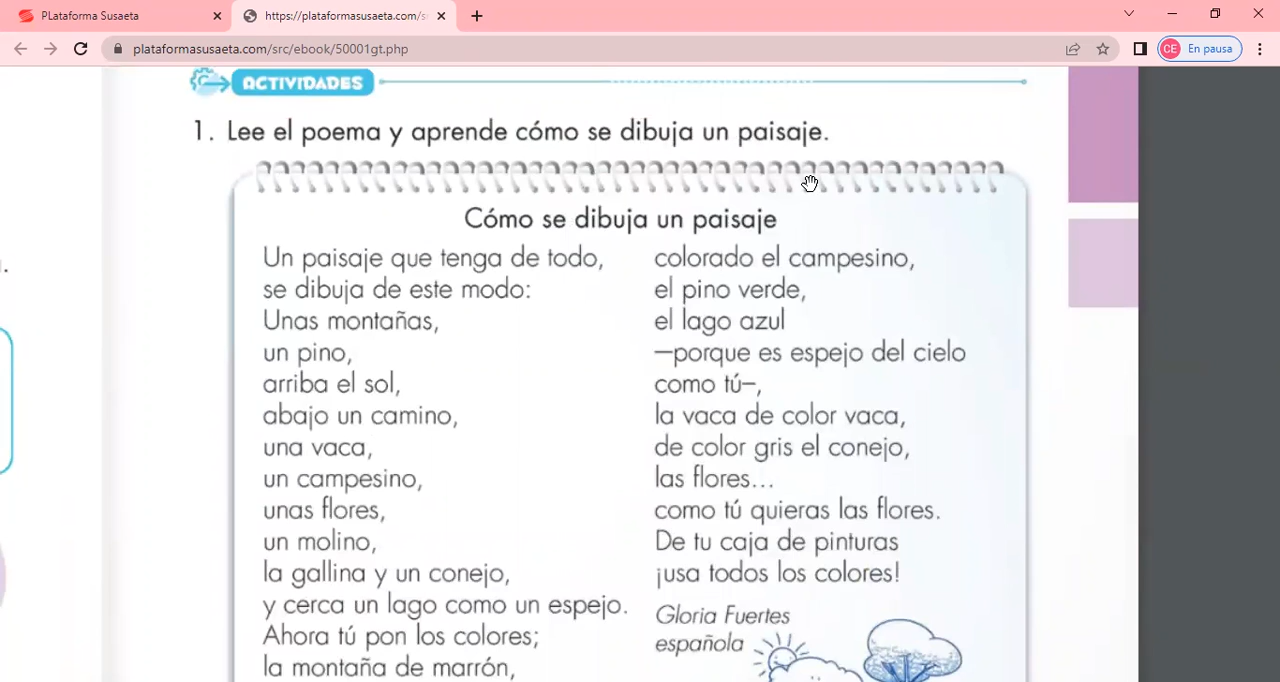 PLataforma Susaeta
https://plataformasusaeta.com/s
plataformasusaeta.com/src/ebook/50001gt.php
CE
En pausa
ACTIVIDADES
1. Lee el poema y aprende cómo se dibuja un paisaje.
Cómo se dibuja un paisaje
Un paisaje que tenga de todo,
se dibuja de este modo:
Unas montañas,
un pino,
arriba el sol,
abajo un camino,
una vaca,
un campesino,
unas flores,
un molino,
la gallina y un conejo,
y cerca un lago como un espejo.
Ahora tú pon los colores;
la montaña de marrón,
colorado el campesino,
el pino verde,
el lago azul
—porque es espejo del cielo
como tú—,
la vaca de color vaca,
de color gris el conejo,
las flores...
como tú quieras las flores.
De tu caja de pinturas
¡usa todos los colores!
Gloria Fuertes
española